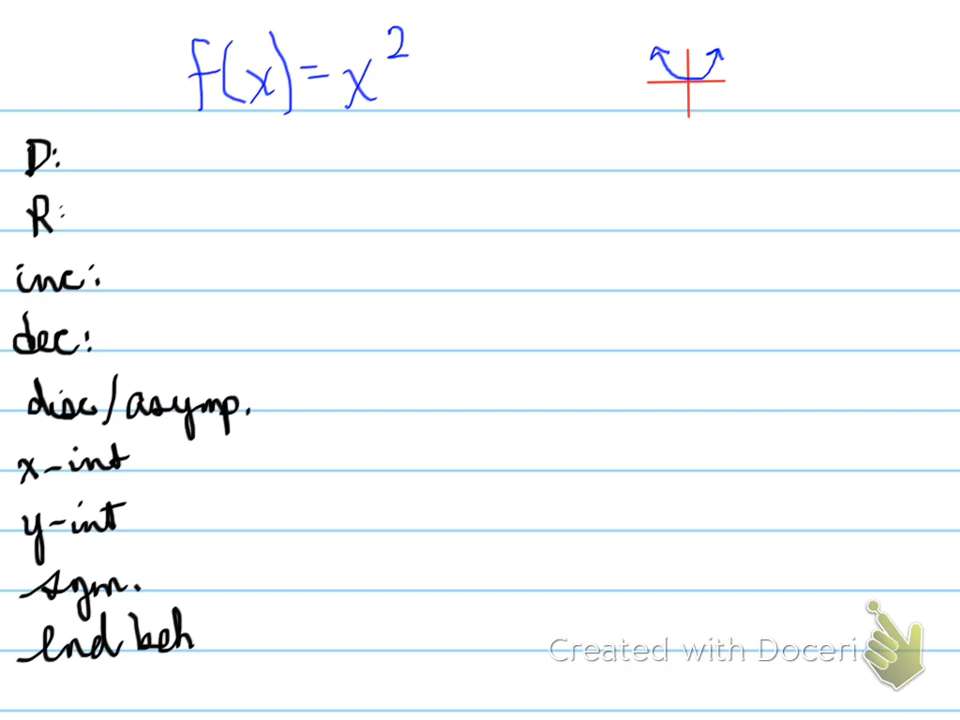 f(x)=x²
D:
R:
inc:
dec:
disc/asymp.
x-int
y-int
sym.
end beh
Created with Doceri